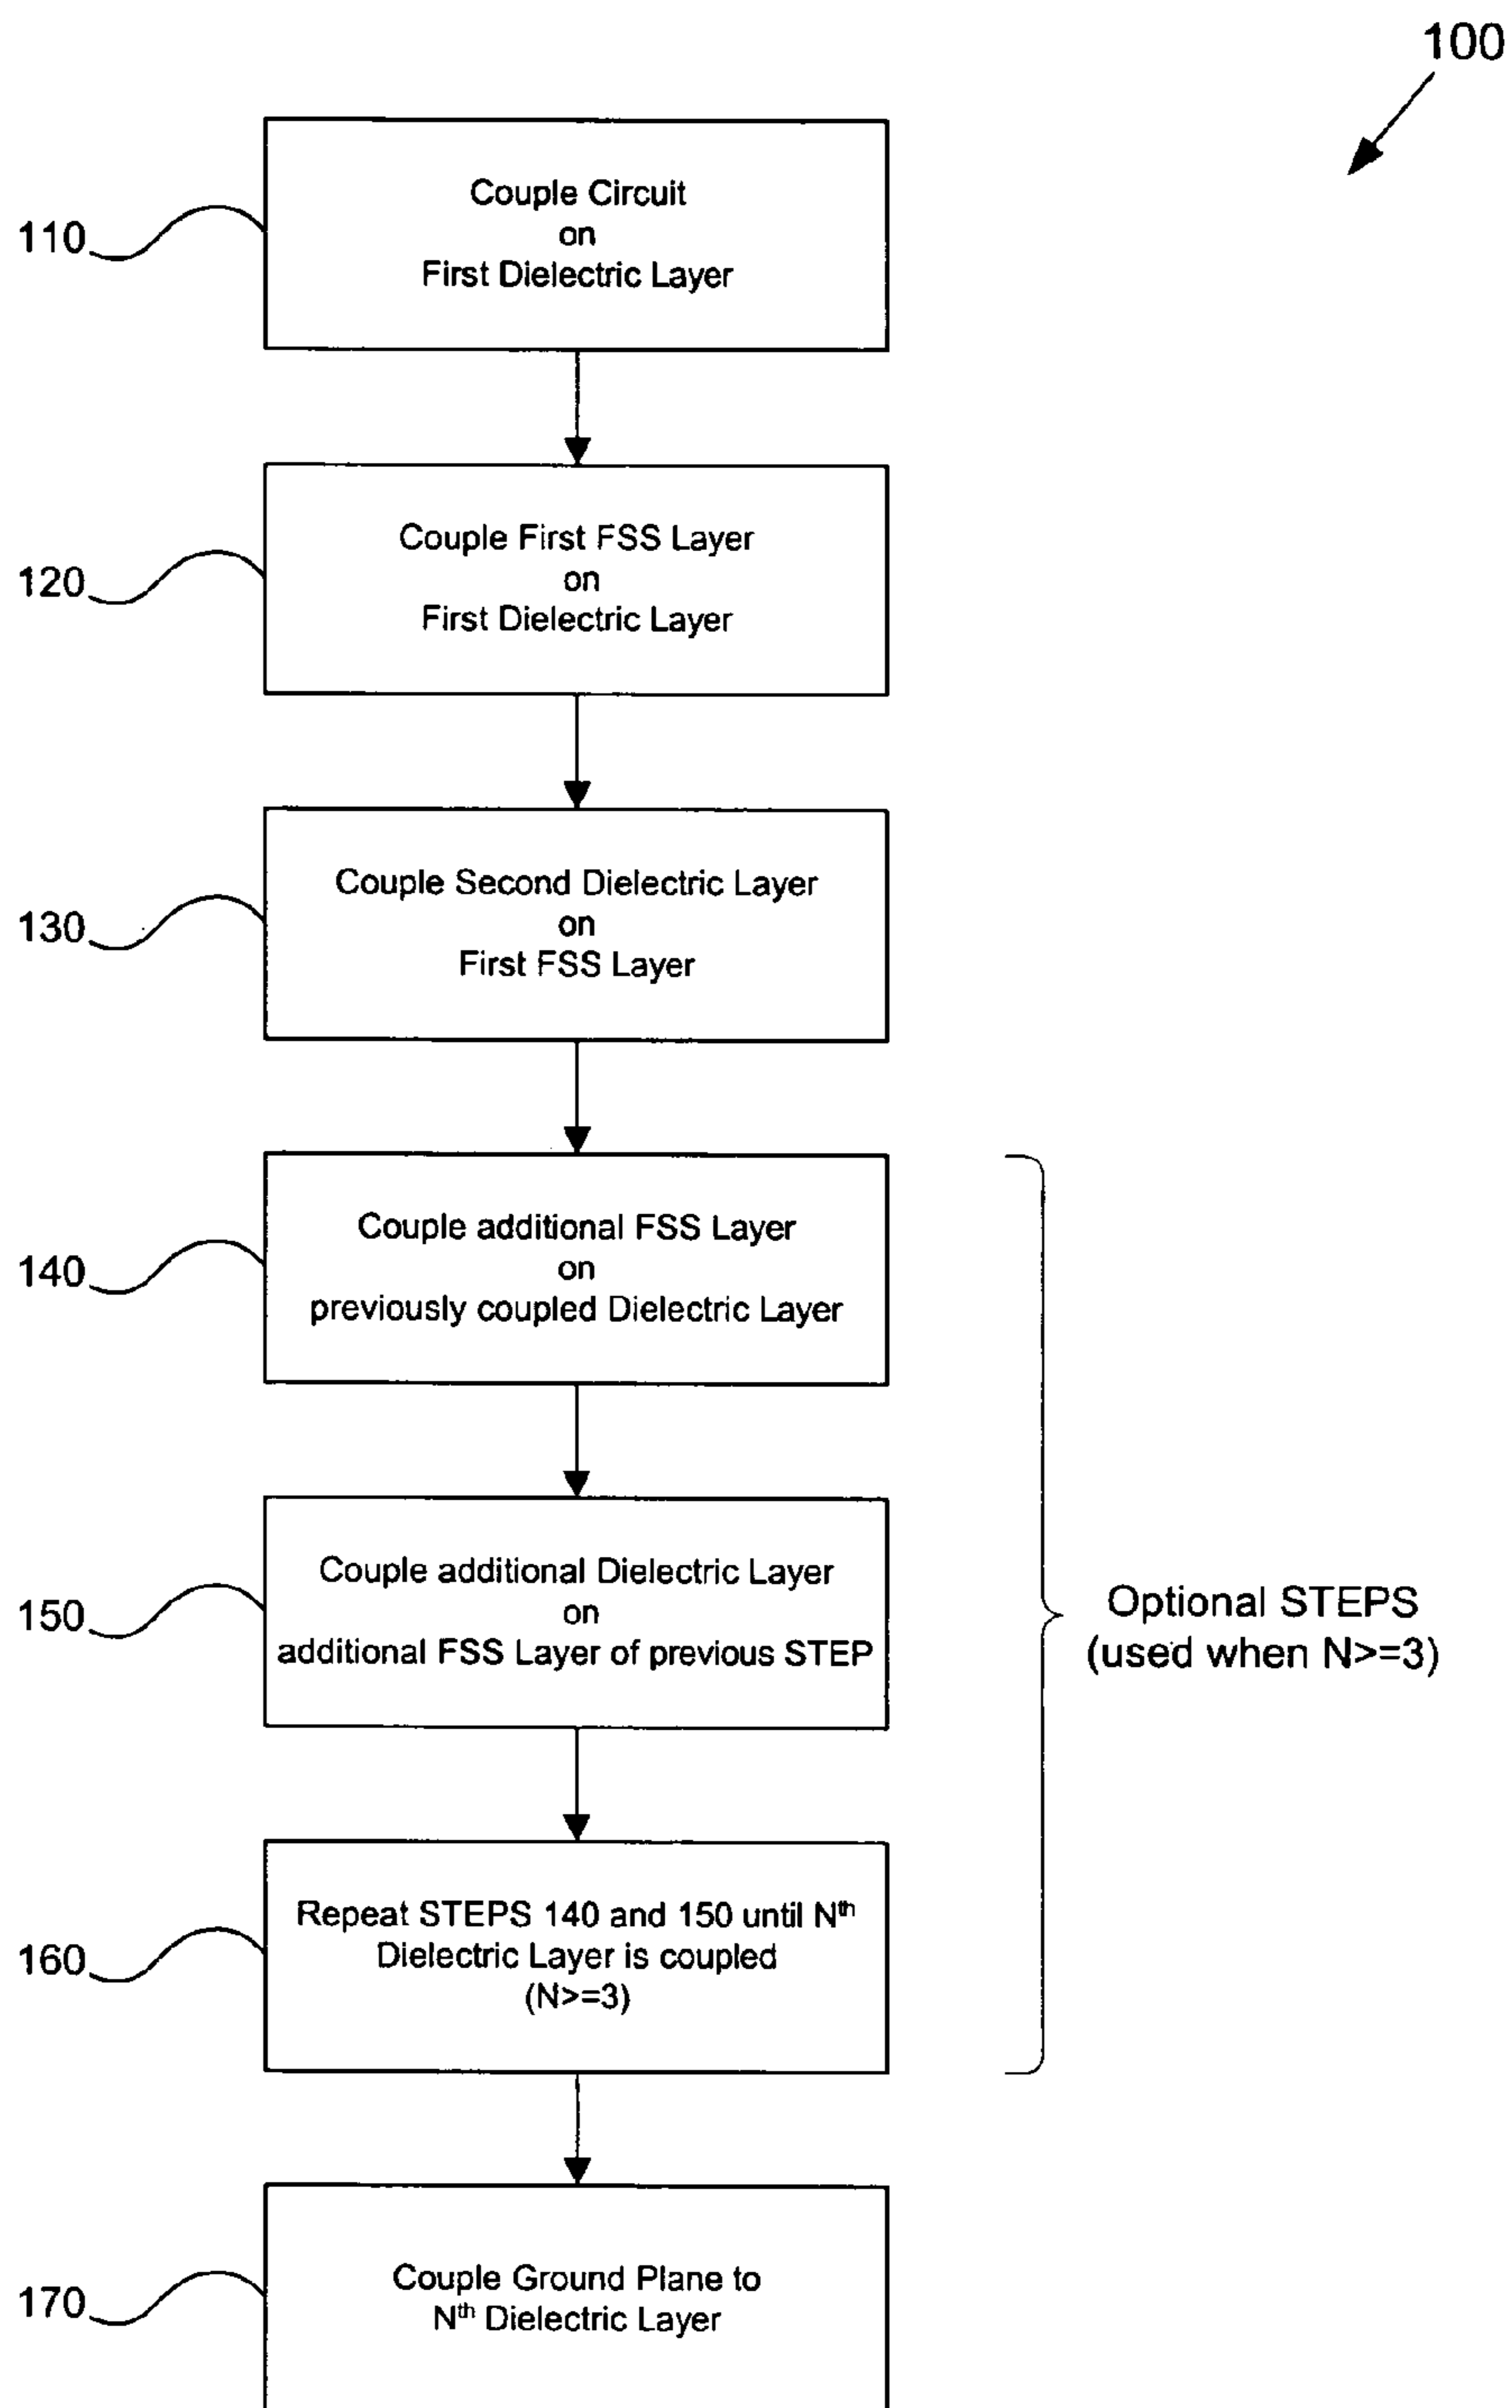 100
110
Couple Circuit
on
First Dielectric Layer
120
Couple First FSS Layer
on
First Dielectric Layer
130
Couple Second Dielectric Layer
on
First FSS Layer
140
Couple additional FSS Layer
on
previously coupled Dielectric Layer
150
Couple additional Dielectric Layer
on
additional FSS Layer of previous STEP
Optional STEPS
(used when N>=3)
160
Repeat STEPS 140 and 150 until Nth
Dielectric Layer is coupled
(N>=3)
170
Couple Ground Plane to
Nth Dielectric Layer